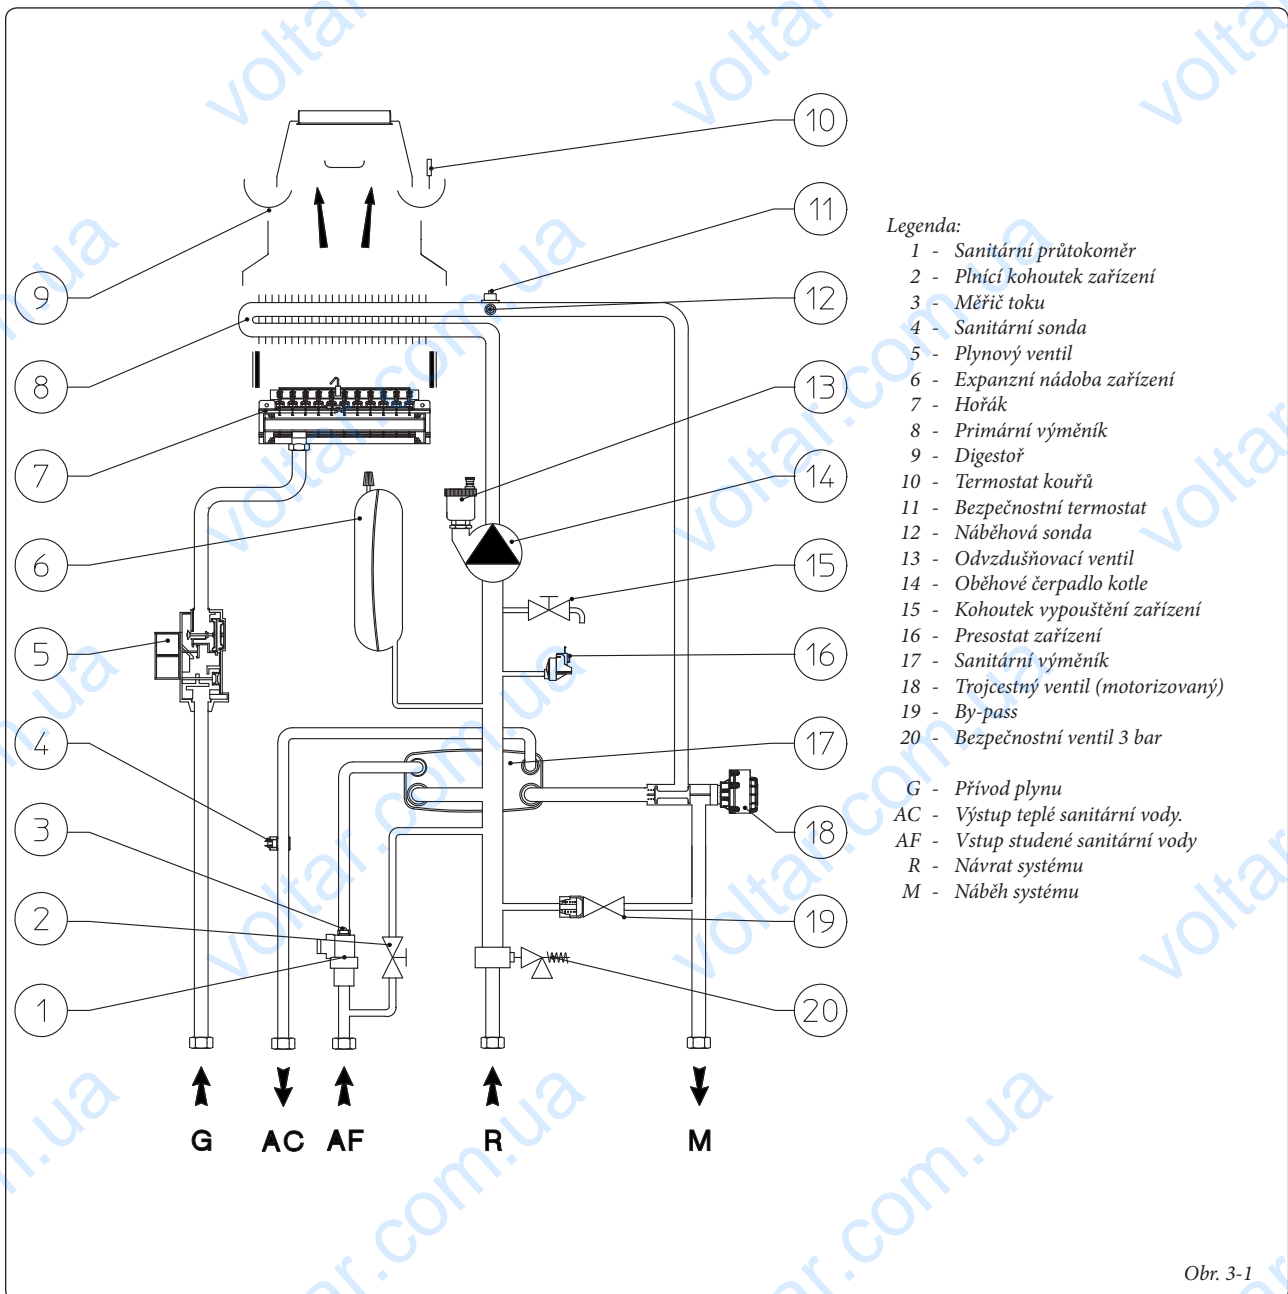 voltar.com.ua
10
11
9
12
8
13
7
14
6
15
5
16
4
17
3
18
2
19
1
20
G
AC
AF
R
M
Legenda:
1 - Sanitární průtokoměr
2 - Plnící kohoutek zařízení
3 - Měřič toku
4 - Sanitární sonda
5 - Plynový ventil
6 - Expanzní nádoba zařízení
7 - Hořák
8 - Primární výměník
9 - Digestoř
10 - Termostat kouřů
11 - Bezpečnostní termostat
12 - Náběhová sonda
13 - Odvzdušňovací ventil
14 - Oběhové čerpadlo kotle
15 - Kohoutek vypouštění zařízení
16 - Presostat zařízení
17 - Sanitární výměník
18 - Trojcestný ventil (motorizovaný)
19 - By-pass
20 - Bezpečnostní ventil 3 bar
G - Přívod plynu
AC - Výstup teplé sanitární vody.
AF - Vstup studené sanitární vody
R - Návrat systému
M - Náběh systému
Obr. 3-1